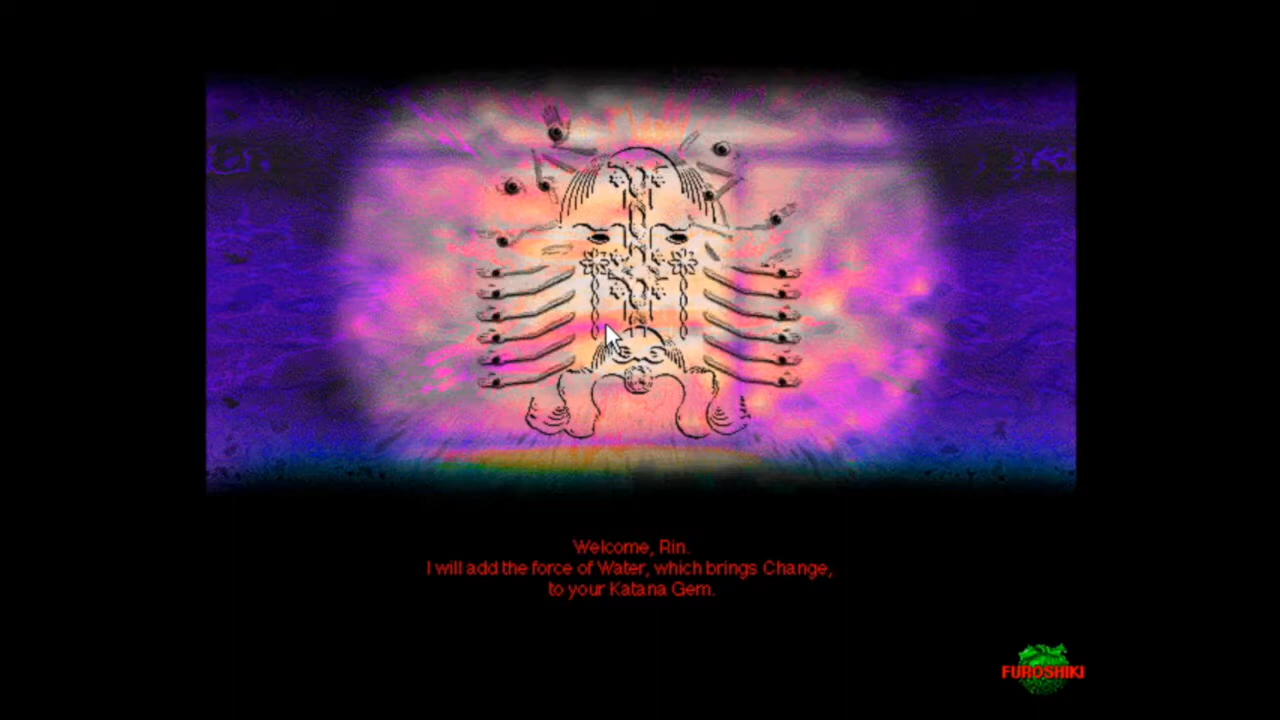 Welcome, Rin.
I will add the force of Water, which brings Change,
to your Katana Gem.
FUROSHIKI